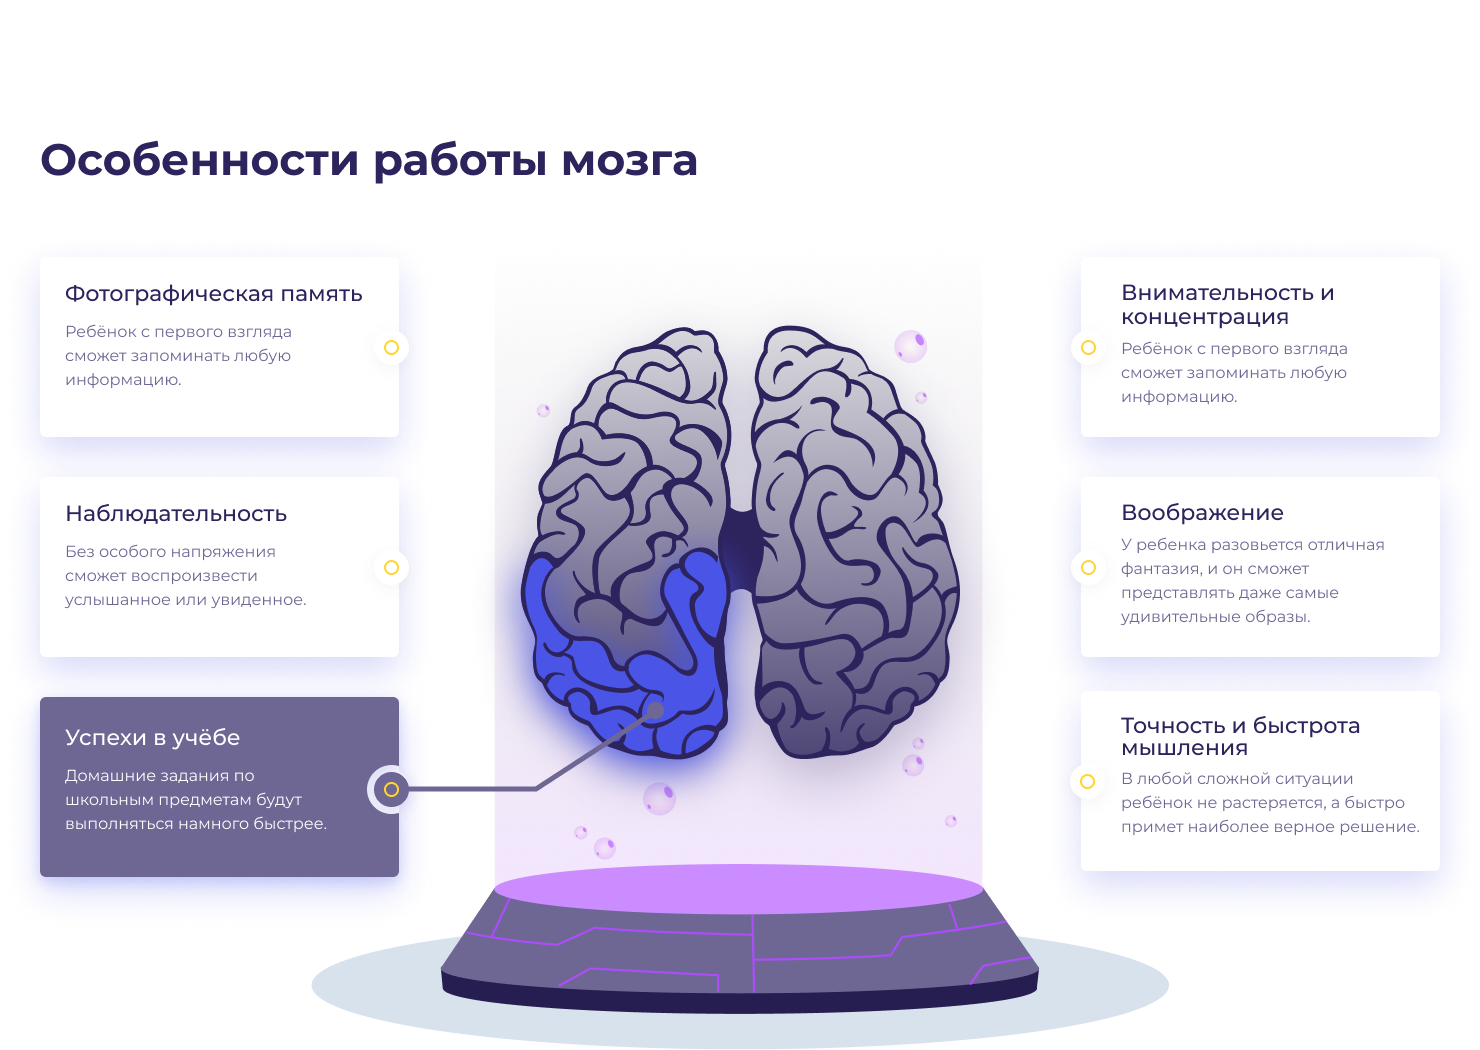 Особенности работы мозга
Фотографическая память
Ребёнок с первого взгляда
сможет запоминать любую
информацию.
Наблюдательность
Без особого напряжения
сможет воспроизвести
услышанное или увиденное.
Успехи в учёбе
Домашние задания по
школьным предметам будут
выполняться намного быстрее.
Внимательность и
концентрация
Ребёнок с первого взгляда
сможет запоминать любую
информацию.
Воображение
У ребенка разовьется отличная
фантазия, и он сможет
представлять даже самые
удивительные образы.
Точность и быстрота
мышления
В любой сложной ситуации
ребёнок не растеряется, а быстро
примет наиболее верное решение.